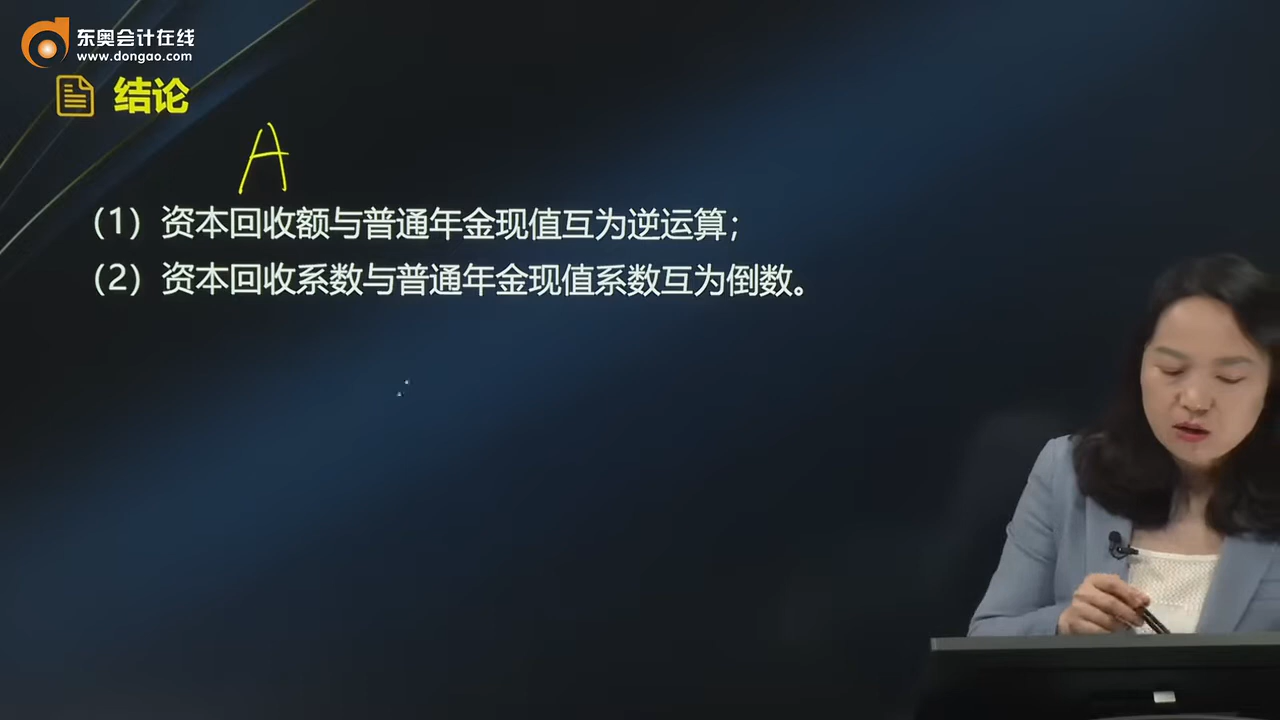 东奥会计在线
www.dongao.com
结论
A
（1）资本回收额与普通年金现值互为逆运算；
（2）资本回收系数与普通年金现值系数互为倒数。